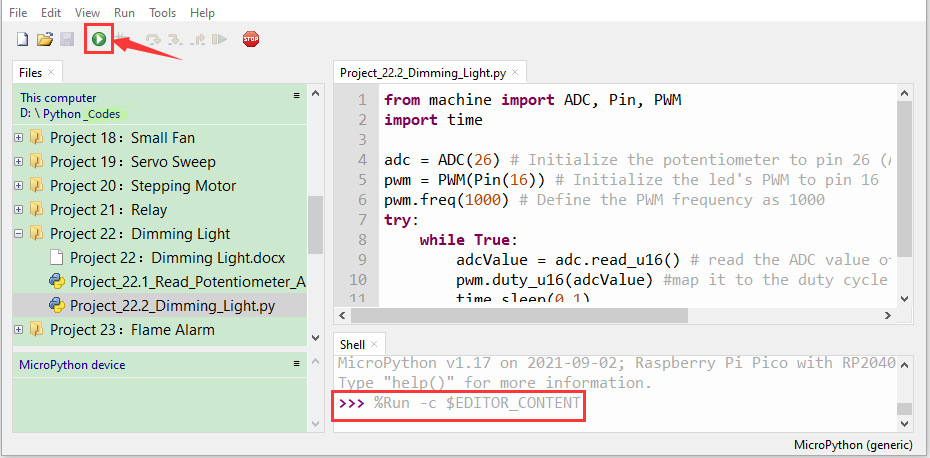 File Edit View Run Tools Help
STOP
Files ×
This computer
D: \ Python _Codes
Project 18：Small Fan
Project 19：Servo Sweep
Project 20：Stepping Motor
Project 21：Relay
Project 22：Dimming Light
Project 22：Dimming Light.docx
Project_22.1_Read_Potentiometer_A
Project_22.2_Dimming_Light.py
Project 23：Flame Alarm
MicroPython device
Project_22.2_Dimming_Light.py ×
1 from machine import ADC, Pin, PWM
2 import time
3
4 adc = ADC(26) # Initialize the potentiometer to pin 26 (A
5 pwm = PWM(Pin(16)) # Initialize the led's PWM to pin 16
6 pwm.freq(1000) # Define the PWM frequency as 1000
7 try:
8 while True:
9 adcValue = adc.read_u16() # read the ADC value o
10 pwm.duty_u16(adcValue) #map it to the duty cycle
11 time.sleep(0.1)
Shell ×
MicroPython v1.17 on 2021-09-02; Raspberry Pi Pico with RP2040
Type "help()" for more information.
>>> %Run -c $EDITOR_CONTENT
MicroPython (generic)